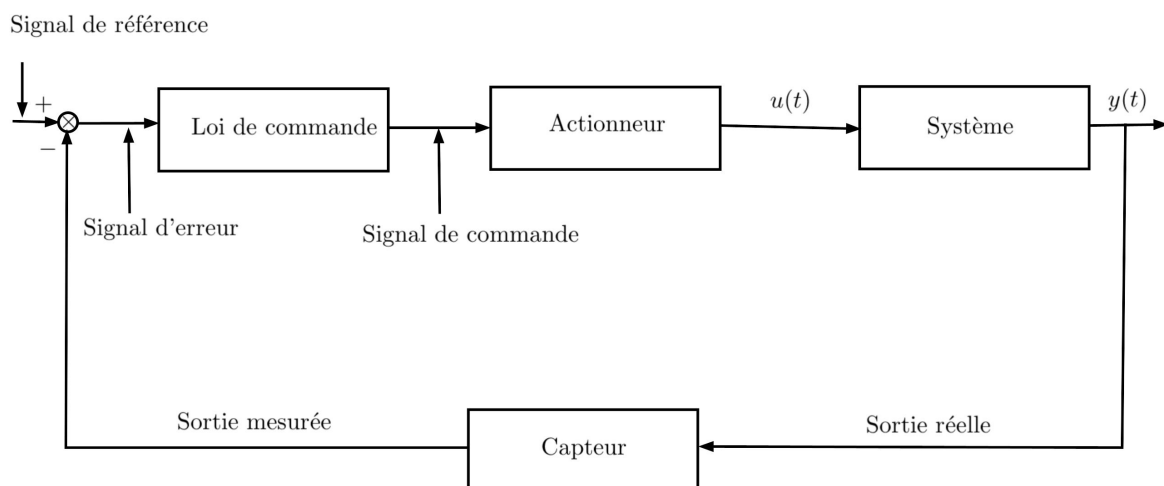 Signal de référence
+
−
Loi de commande
Actionneur
u(t)
Système
y(t)
Signal d'erreur
Signal de commande
Sortie mesurée
Capteur
Sortie réelle